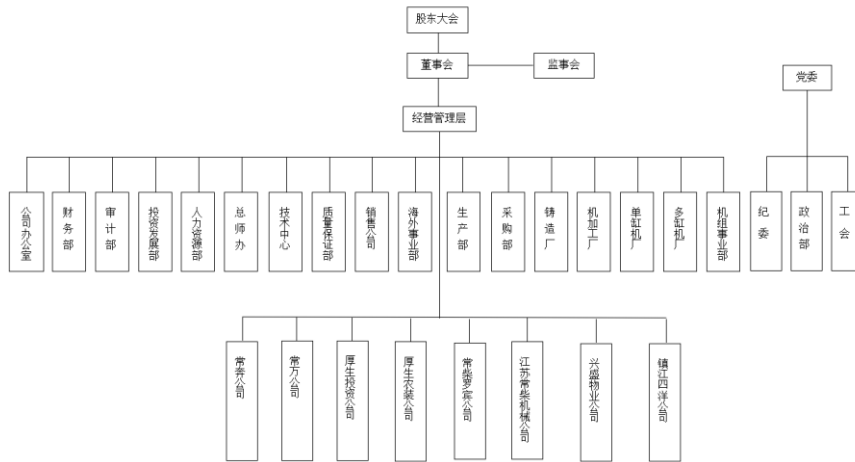 股东大会
董事会
监事会
党委
经营管理层
公司办公室
财务部
审计部
投资发展部
人力资源部
总师办
技术中心
质量保证部
销售公司
海外事业部
生产部
采购部
铸造厂
机加工厂
单缸机厂
多缸机厂
机组事业部
纪委
政治部
工会
常奔公司
常方公司
厚生投资公司
厚生农装公司
常柴罗宾公司
江苏常柴机械公司
兴盛物业公司
镇江四洋公司